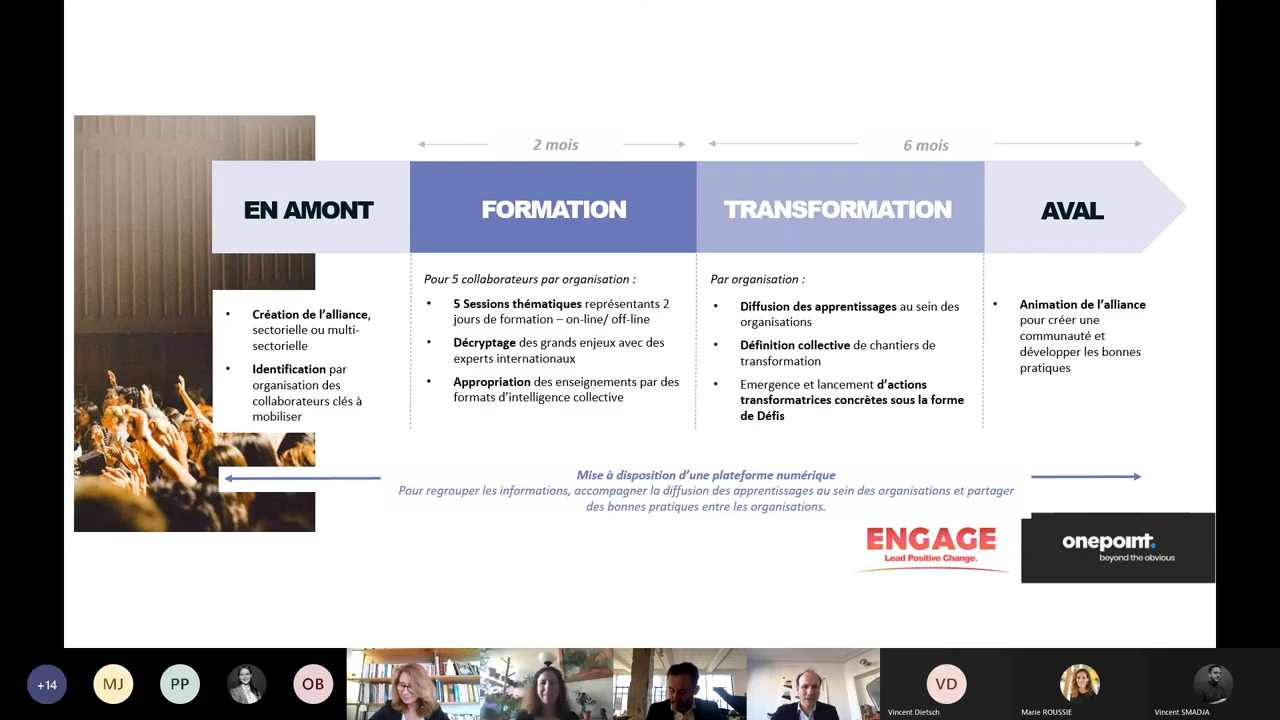 2 mois
6 mois
EN AMONT
FORMATION
TRANSFORMATION
AVAL
Création de l'alliance,
sectorielle ou multi-
sectorielle
Identification par
organisation des
collaborateurs clés à
mobiliser
Pour 5 collaborateurs par organisation :
5 Sessions thématiques représentants 2
jours de formation – on-line/ off-line
Décryptage des grands enjeux avec des
experts internationaux
Appropriation des enseignements par des
formats d'intelligence collective
Par organisation :
Diffusion des apprentissages au sein des
organisations
Définition collective de chantiers de
transformation
Emergence et lancement d'actions
transformatrices concrètes sous la forme
de Défis
Animation de l'alliance
pour créer une
communauté et
développer les bonnes
pratiques
Mise à disposition d'une plateforme numérique
Pour regrouper les informations, accompagner la diffusion des apprentissages au sein des organisations et partager
des bonnes pratiques entre les organisations.
ENGAGE
Lead Positive Change.
onepoint.
beyond the obvious
+14
MJ
PP
OB
VD
Vincent Dietsch
Marie ROUSSIE
Vincent SMADJA